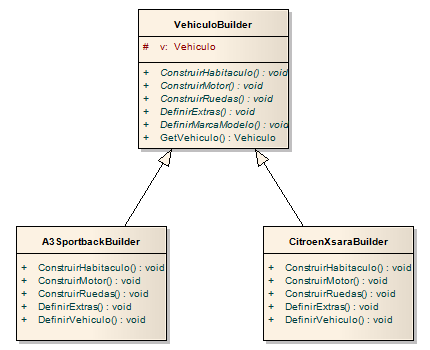 VehiculoBuilder
# v: Vehiculo
+ ConstruirHabitaculo() : void
+ ConstruirMotor() : void
+ ConstruirRuedas() : void
+ DefinirExtras() : void
+ DefinirMarcaModelo() : void
+ GetVehiculo() : Vehiculo
A3SportbackBuilder
+ ConstruirHabitaculo() : void
+ ConstruirMotor() : void
+ ConstruirRuedas() : void
+ DefinirExtras() : void
+ DefinirVehiculo() : void
CitroenXsaraBuilder
+ ConstruirHabitaculo() : void
+ ConstruirMotor() : void
+ ConstruirRuedas() : void
+ DefinirExtras() : void
+ DefinirVehiculo() : void